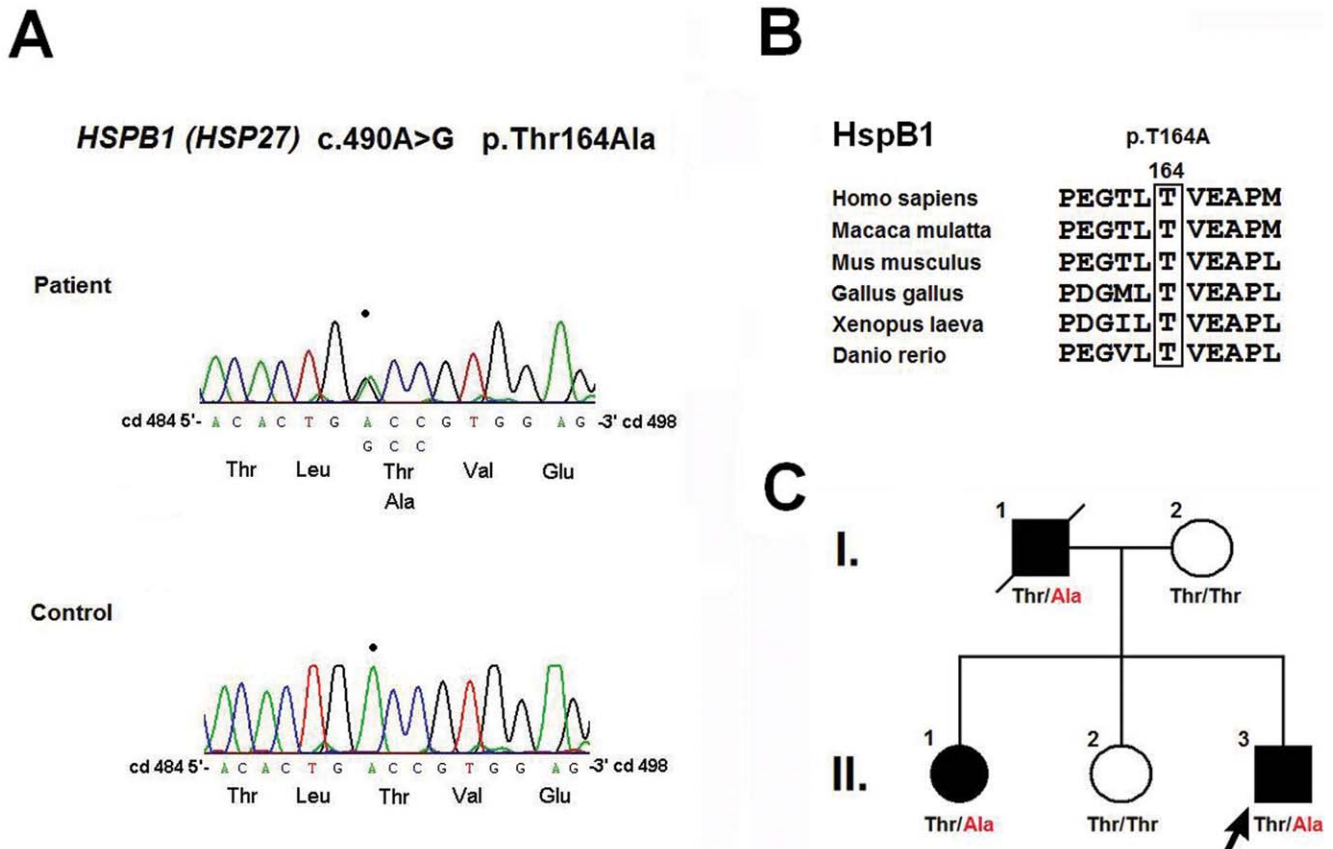 A
HSPB1 (HSP27) c.490A>G p.Thr164Ala
Patient
cd 484 5'- A C A C T G A C C G T G G A G -3' cd 498
G C C
Thr Leu Thr Val Glu
Ala
Control
cd 484 5'- A C A C T G A C C G T G G A G -3' cd 498
Thr Leu Thr Val Glu
B
HspB1 p.T164A
164
Homo sapiens PEGTL T VEAPM
Macaca mulatta PEGTL T VEAPM
Mus musculus PEGTL T VEAPL
Gallus gallus PDGML T VEAPL
Xenopus laeva PDGIL T VEAPL
Danio rerio PEGVL T VEAPL
C
I.
1 2
Thr/Ala Thr/Thr
II.
1 2 3
Thr/Ala Thr/Thr Thr/Ala